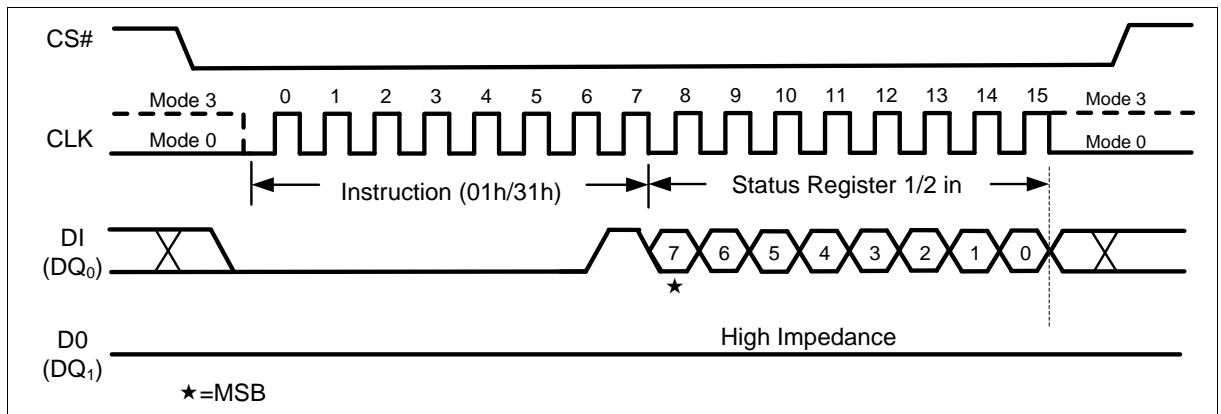 CS#
Mode 3
0 1 2 3 4 5 6 7 8 9 10 11 12 13 14 15
Mode 3
CLK
Mode 0
Mode 0
Instruction (01h/31h)
Status Register 1/2 in
DI
(DQ0)
7 6 5 4 3 2 1 0
★
High Impedance
D0
(DQ1)
★=MSB